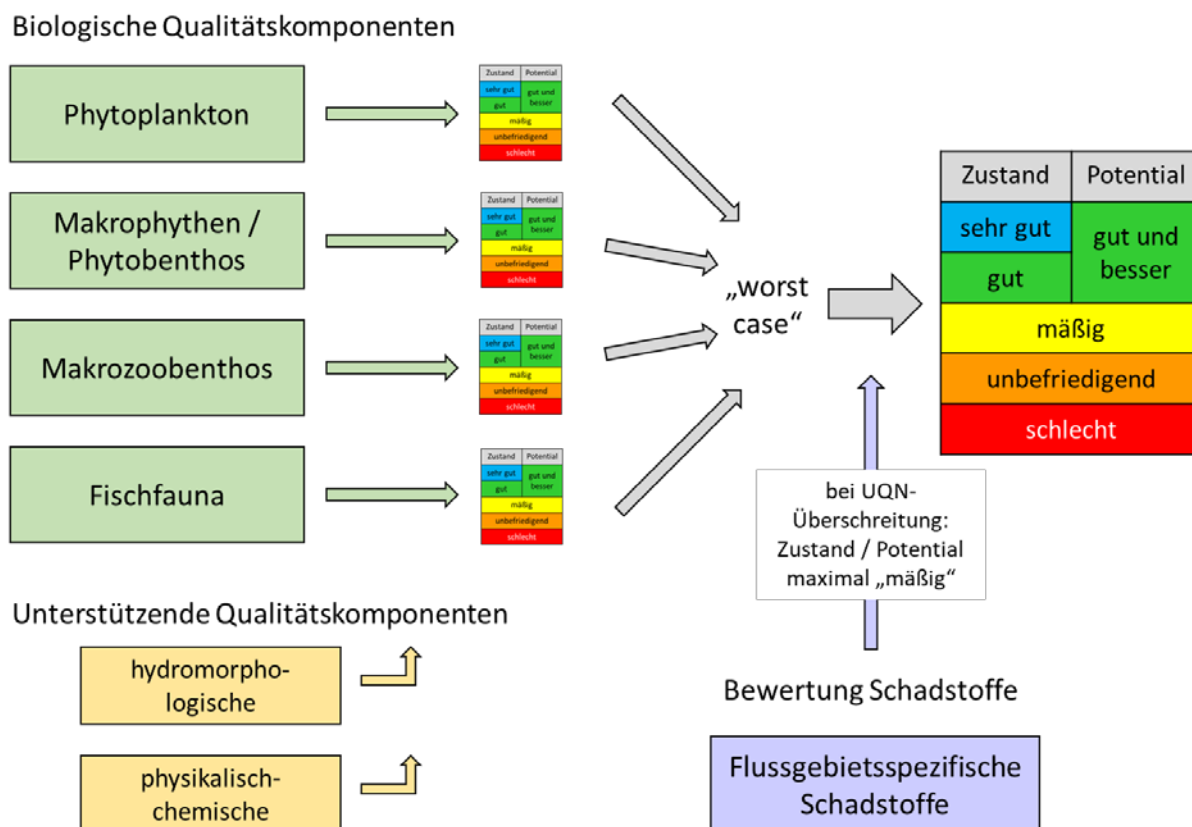 Biologische Qualitätskomponenten
Phytoplankton
Zustand Potential
sehr gut
gut und
besser
gut
mäßig
unbefriedigend
schlecht
Makrophythen /
Phytobenthos
Zustand Potential
sehr gut
gut und
besser
gut
mäßig
unbefriedigend
schlecht
Makrozoobenthos
Zustand Potential
sehr gut
gut und
besser
gut
mäßig
unbefriedigend
schlecht
Fischfauna
Zustand Potential
sehr gut
gut und
besser
gut
mäßig
unbefriedigend
schlecht
„worst
case“
Zustand Potential
sehr gut
gut und
besser
gut
mäßig
unbefriedigend
schlecht
bei UQN-
Überschreitung:
Zustand / Potential
maximal „mäßig“
Unterstützende Qualitätskomponenten
hydromorpho-
logische
physikalisch-
chemische
Bewertung Schadstoffe
Flussgebietsspezifische
Schadstoffe